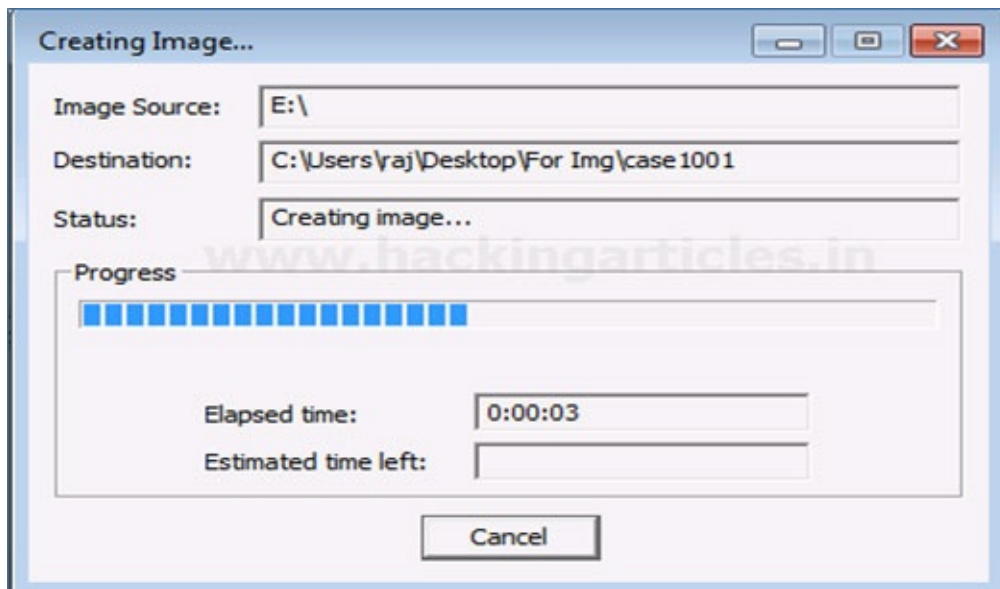 Creating Image...
Image Source: E:\
Destination: C:\Users\raj\Desktop\For Img\case1001
Status: Creating image...
www.hackingarticles.in
Progress
Elapsed time: 0:00:03
Estimated time left:
Cancel